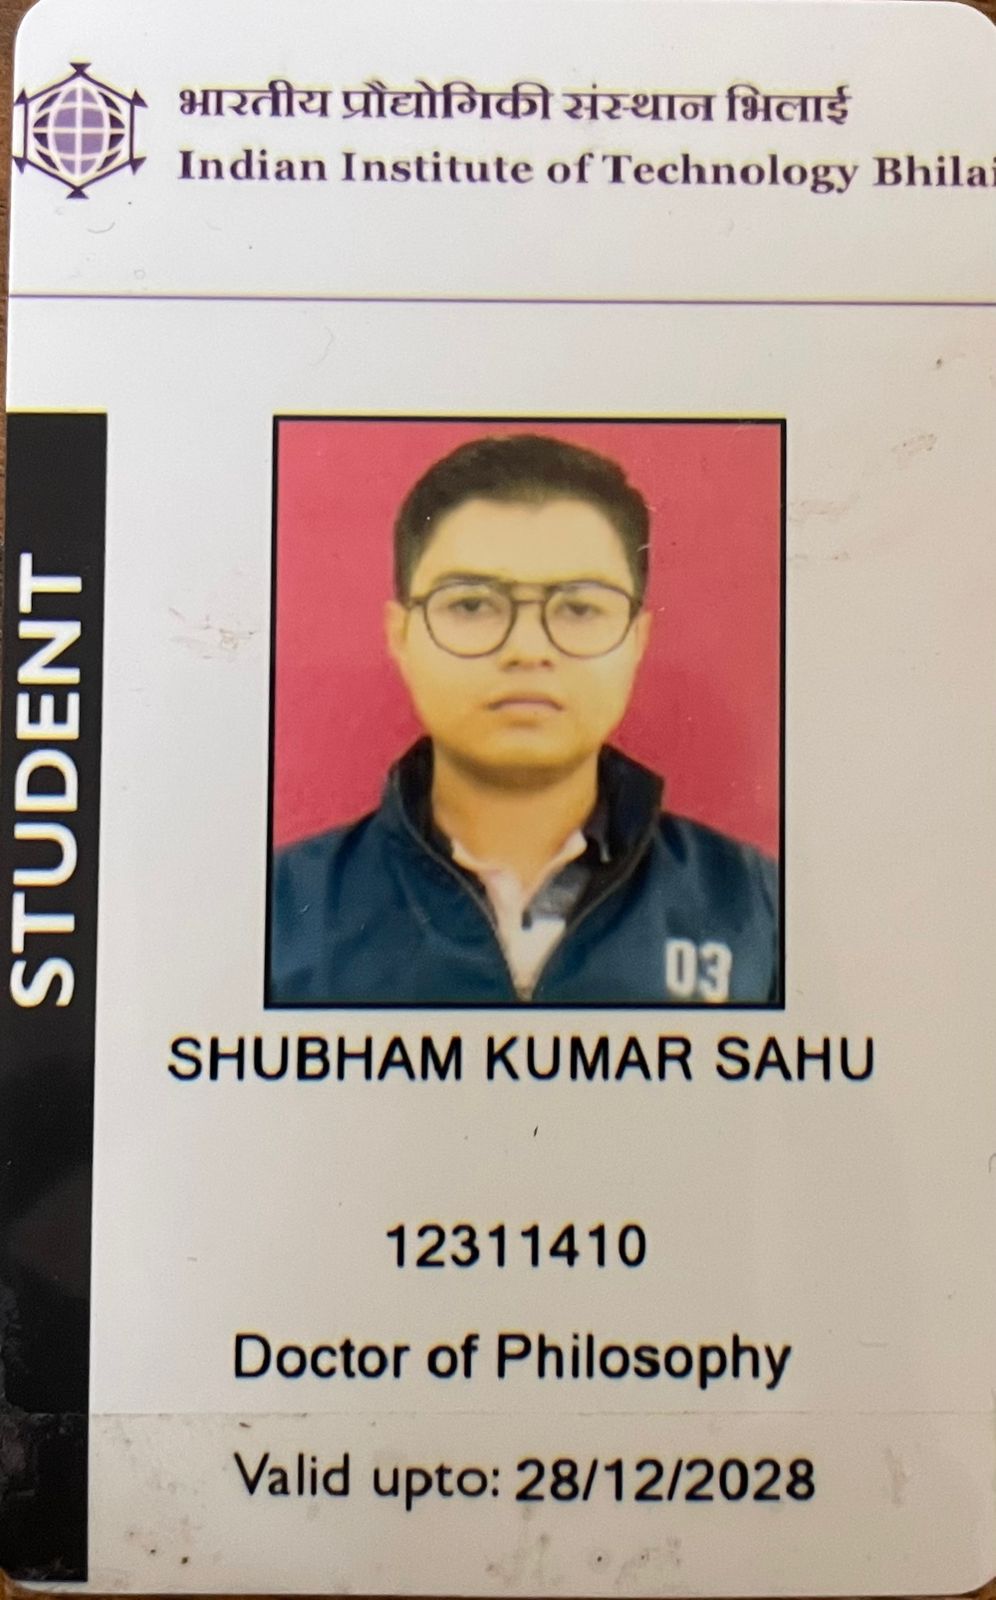 भारतीय प्रौद्योगिकी संस्थान भिलाई
Indian Institute of Technology Bhilai
STUDENT
03
SHUBHAM KUMAR SAHU
12311410
Doctor of Philosophy
Valid upto: 28/12/2028